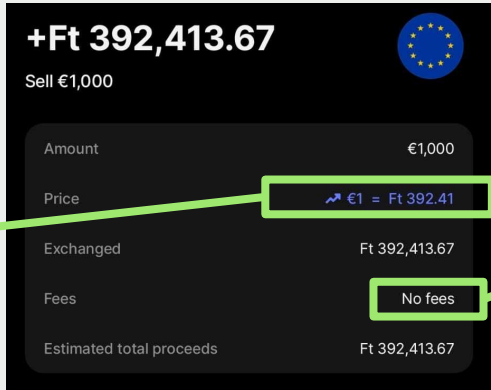 +Ft 392,413.67
Sell €1,000
Amount €1,000
Price €1 = Ft 392.41
Exchanged Ft 392,413.67
Fees No fees
Estimated total proceeds Ft 392,413.67